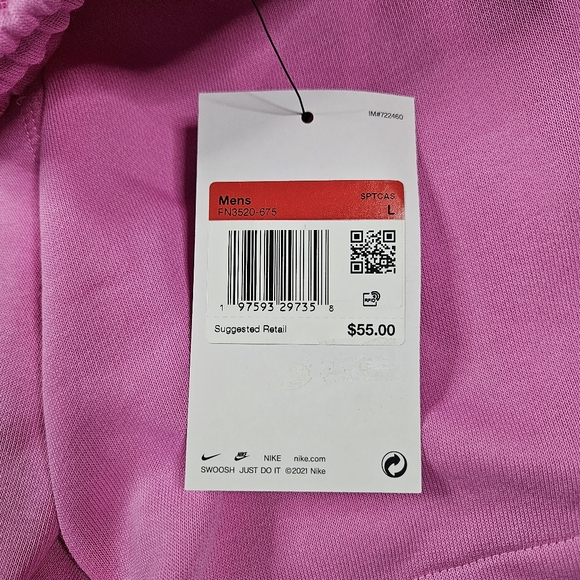 IM#722460
Mens SPTCAS
FN3520-675 L
RFID
1 97593 29735 8
Suggested Retail $55.00
NIKE nike.com
SWOOSH JUST DO IT ©2021 Nike